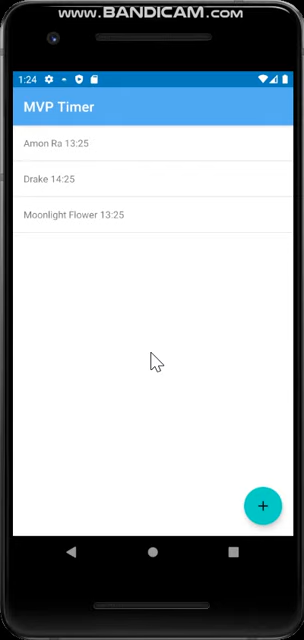 www.BANDICAM.com
1:24
MVP Timer
Amon Ra 13:25
Drake 14:25
Moonlight Flower 13:25
+